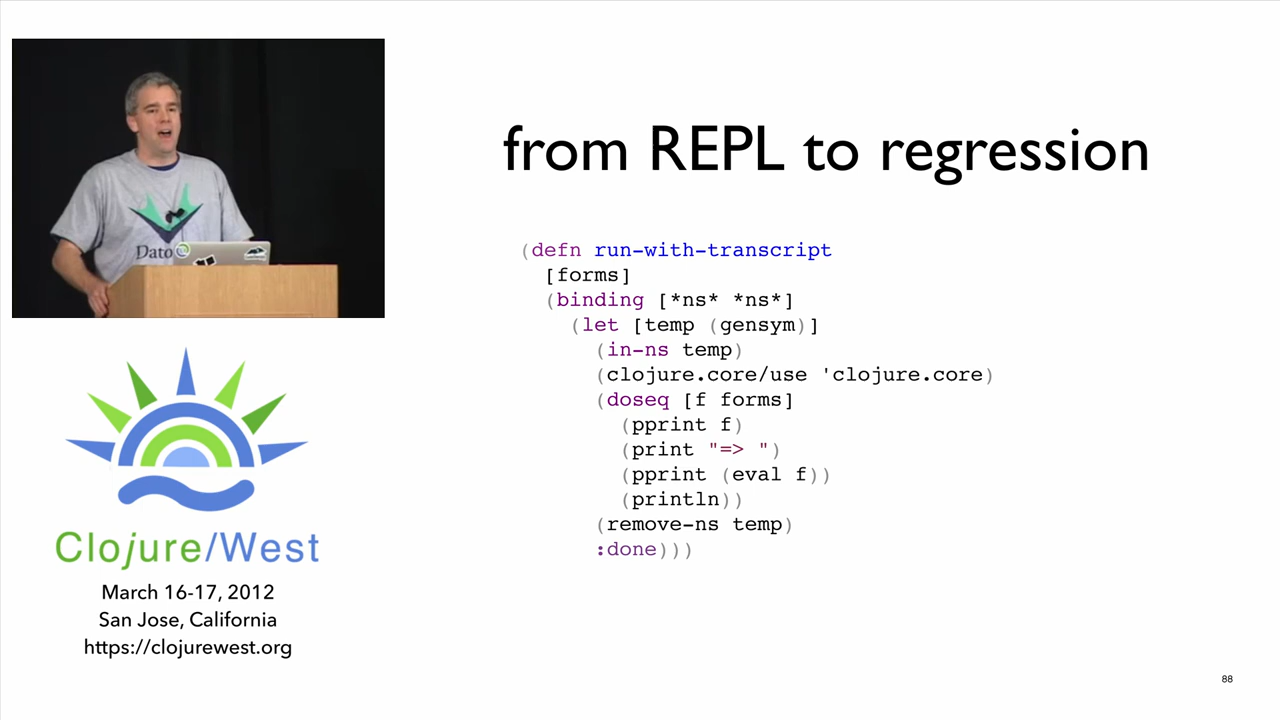 from REPL to regression
(defn run-with-transcript
  [forms]
  (binding [*ns* *ns*]
    (let [temp (gensym)]
      (in-ns temp)
      (clojure.core/use 'clojure.core)
      (doseq [f forms]
        (pprint f)
        (print "=> ")
        (pprint (eval f))
        (println))
      (remove-ns temp)
      :done)))
Dato
Clojure/West
March 16-17, 2012
San Jose, California
https://clojurewest.org
88